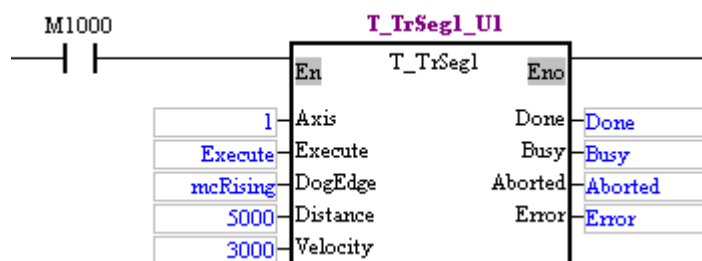 M1000 T_TrSeg1_U1
En T_TrSeg1 Eno
1 Axis Done Done
Execute Execute Busy Busy
mcRising DogEdge Aborted Aborted
5000 Distance Error Error
3000 Velocity